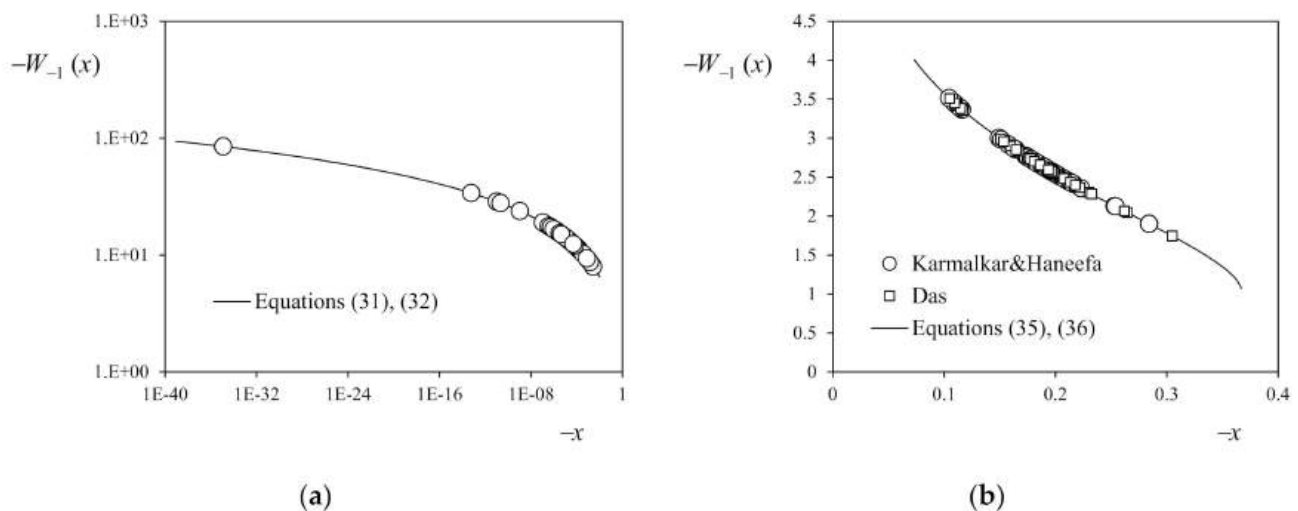 1.E+03
−W₋₁ (x)
1.E+02
1.E+01
Equations (31), (32)
1.E+00
1E-40 1E-32 1E-24 1E-16 1E-08 1
−x
(a)
4.5
−W₋₁ (x)
4
3.5
3
2.5
2
1.5
Karmalkar&Haneefa
1
Das
0.5
Equations (35), (36)
0
0 0.1 0.2 0.3 0.4
−x
(b)